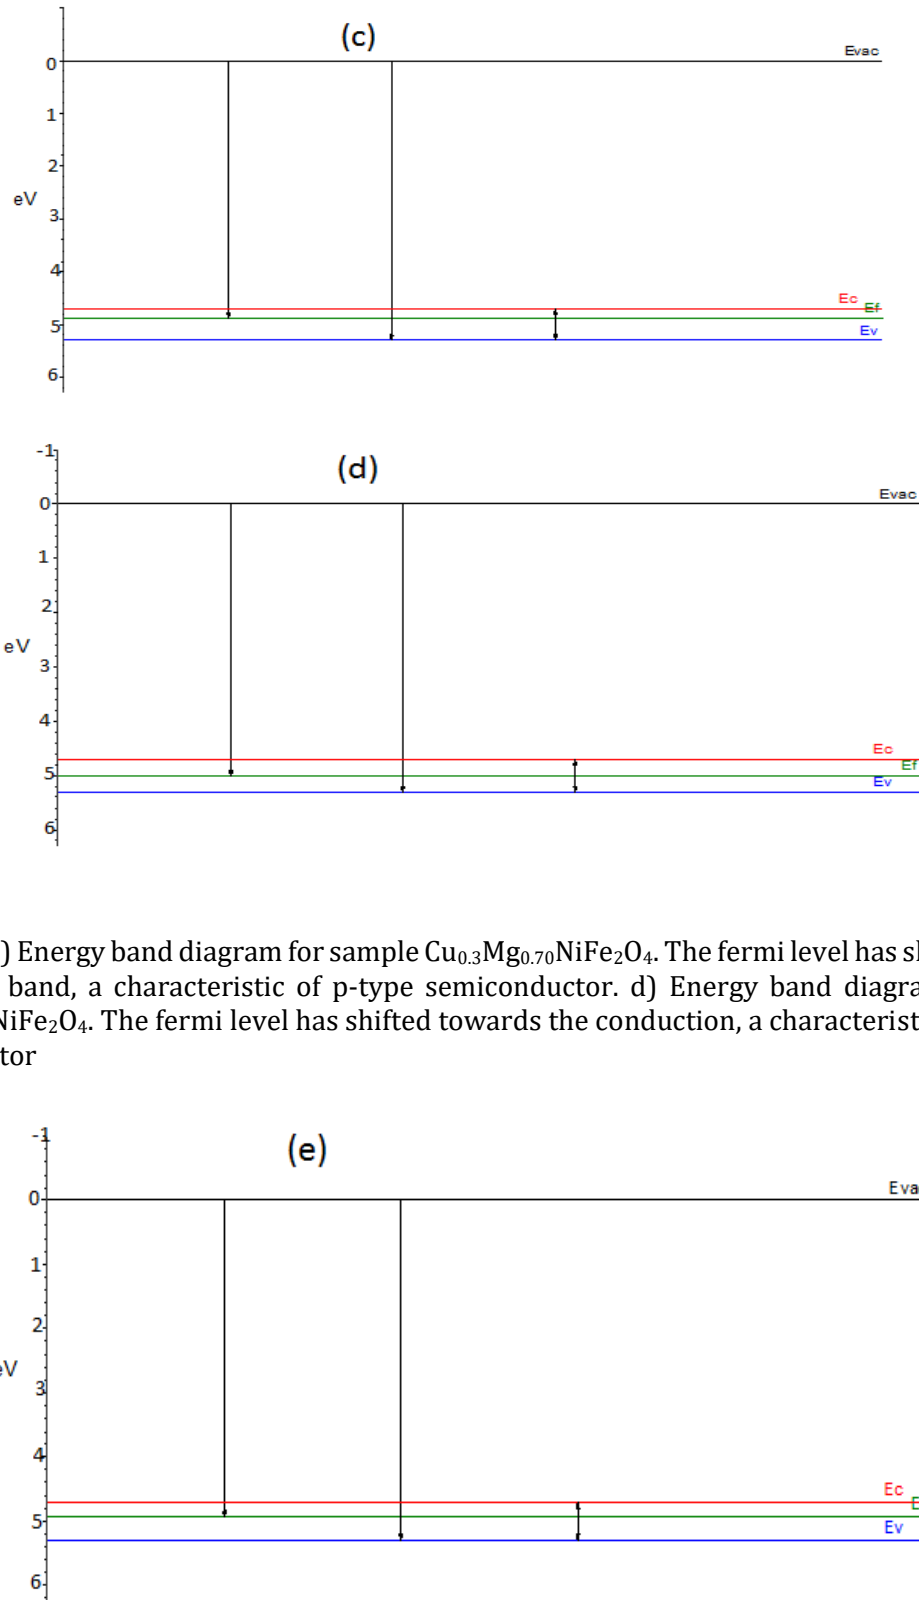 (c)
Evac
0
1
2
eV
3
4
Ec
Ef
5
Ev
6
-1
(d)
0
Evac
1
2
eV
3
4
Ec
Ef
5
Ev
6
) Energy band diagram for sample Cu₀.₃Mg₀.₇₀NiFe₂O₄. The fermi level has
band, a characteristic of p-type semiconductor. d) Energy band
NiFe₂O₄. The fermi level has shifted towards the conduction, a
-1
(e)
0
1
2
eV
3
4
Ec
5
Ev
6